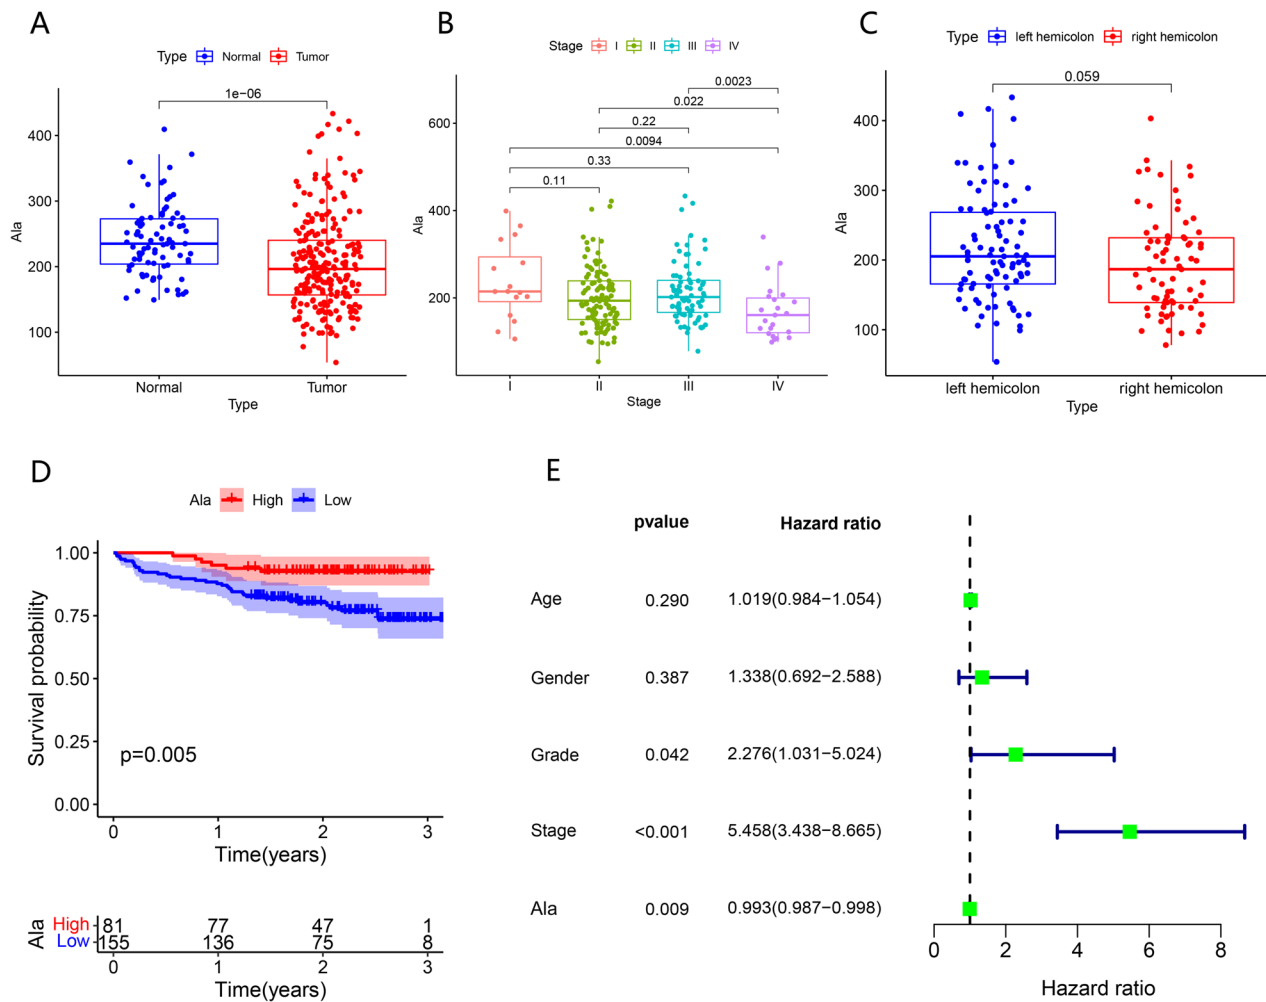 A
Type Normal Tumor
1e−06
Ala
400
300
200
100
Normal Tumor
Type
B
Stage I II III IV
0.0023
0.022
0.22
0.0094
0.33
0.11
Ala
600
400
200
I II III IV
Stage
C
Type left hemicolon right hemicolon
0.059
Ala
400
300
200
100
left hemicolon right hemicolon
Type
D
Ala High Low
Survival probability
1.00
0.75
0.50
0.25
0.00
p=0.005
0 1 2 3
Time(years)
Ala
High 81 77 47 1
Low 155 136 75 8
0 1 2 3
Time(years)
E
pvalue Hazard ratio
Age 0.290 1.019(0.984−1.054)
Gender 0.387 1.338(0.692−2.588)
Grade 0.042 2.276(1.031−5.024)
Stage <0.001 5.458(3.438−8.665)
Ala 0.009 0.993(0.987−0.998)
0 2 4 6 8
Hazard ratio